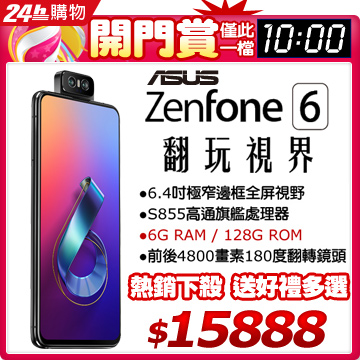 24h購物
開門賞 僅此一檔 10:00
ASUS
Zenfone 6
翻玩視界
•6.4吋極窄邊框全屏視野
•S855高通旗艦處理器
•6G RAM / 128G ROM
•前後4800畫素180度翻轉鏡頭
熱銷下殺 送好禮多選
$15888